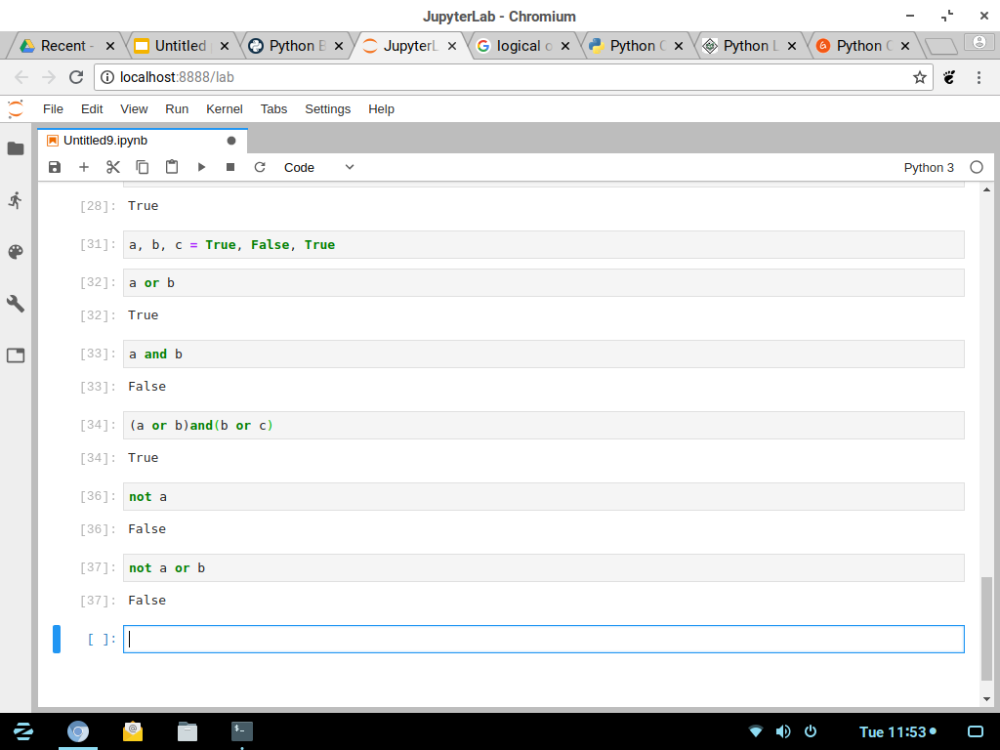 JupyterLab - Chromium
Recent -
Untitled
Python E
JupyterL
logical o
Python C
Python L
Python C
localhost:8888/lab
File Edit View Run Kernel Tabs Settings Help
Untitled9.ipynb
Code
Python 3
[28]: True
[31]: a, b, c = True, False, True
[32]: a or b
[32]: True
[33]: a and b
[33]: False
[34]: (a or b)and(b or c)
[34]: True
[36]: not a
[36]: False
[37]: not a or b
[37]: False
[ ]:
Tue 11:53